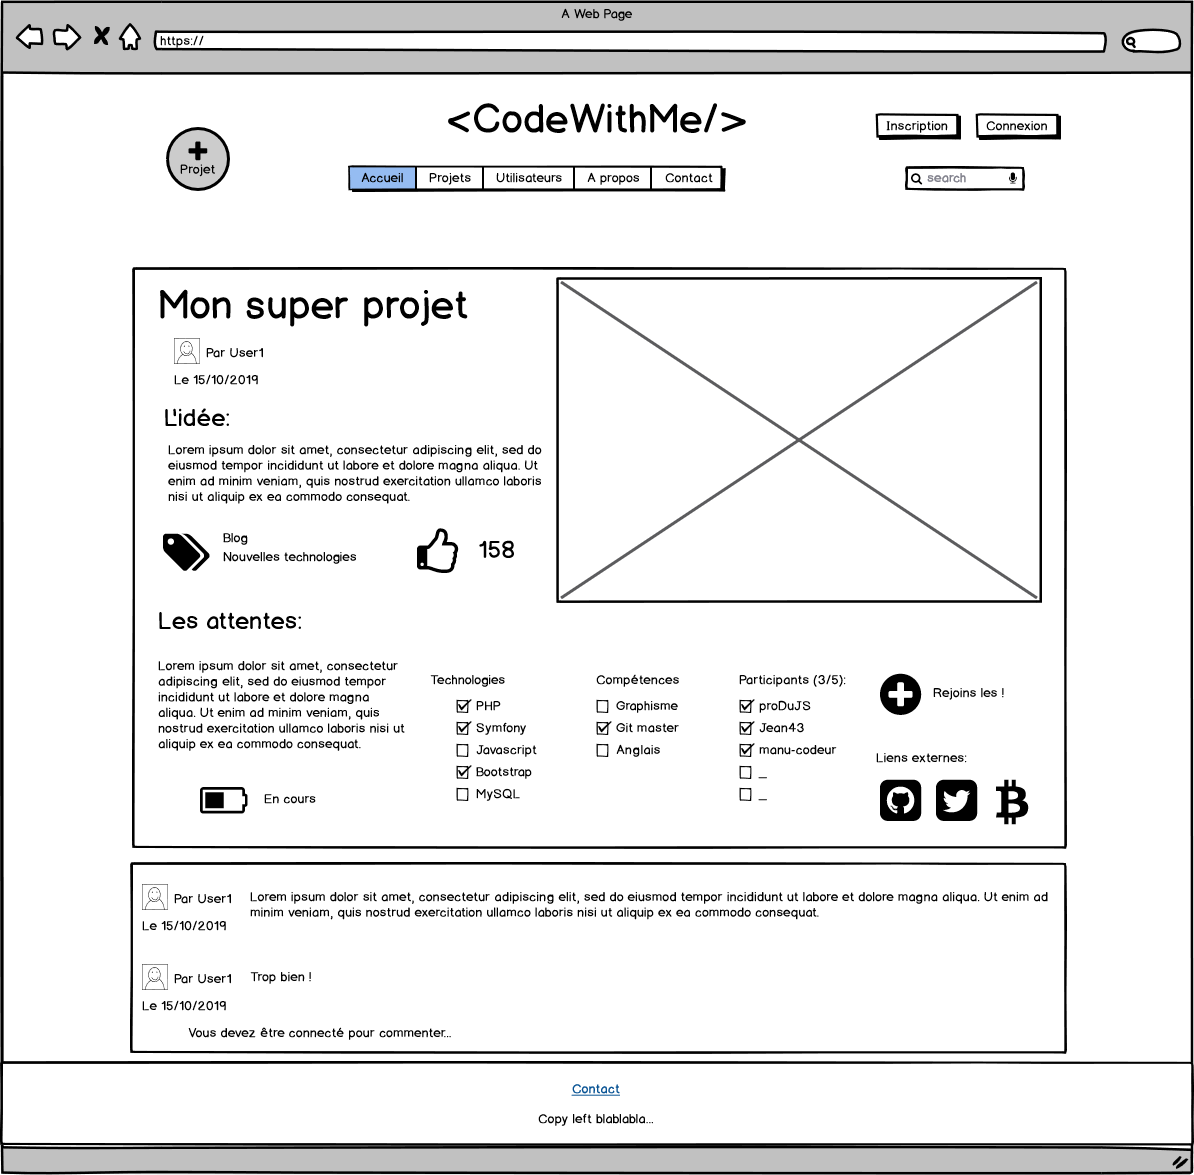 A Web Page
https://
<CodeWithMe/>
Inscription
Connexion
Projet
Accueil
Projets
Utilisateurs
A propos
Contact
search
Mon super projet
Par User1
Le 15/10/2019
L'idée:
Lorem ipsum dolor sit amet, consectetur adipiscing elit, sed do
eiusmod tempor incididunt ut labore et dolore magna aliqua. Ut
enim ad minim veniam, quis nostrud exercitation ullamco laboris
nisi ut aliquip ex ea commodo consequat.
Blog
Nouvelles technologies
158
Les attentes:
Lorem ipsum dolor sit amet, consectetur
adipiscing elit, sed do eiusmod tempor
incididunt ut labore et dolore magna
aliqua. Ut enim ad minim veniam, quis
nostrud exercitation ullamco laboris nisi ut
aliquip ex ea commodo consequat.
En cours
Technologies
PHP
Symfony
Javascript
Bootstrap
MySQL
Compétences
Graphisme
Git master
Anglais
Participants (3/5):
proDuJS
Jean43
manu-codeur
_
_
Rejoins les !
Liens externes:
Par User1
Le 15/10/2019
Lorem ipsum dolor sit amet, consectetur adipiscing elit, sed do eiusmod tempor incididunt ut labore et dolore magna aliqua. Ut enim ad
minim veniam, quis nostrud exercitation ullamco laboris nisi ut aliquip ex ea commodo consequat.
Par User1
Le 15/10/2019
Trop bien !
Vous devez être connecté pour commenter...
Contact
Copy left blablabla...